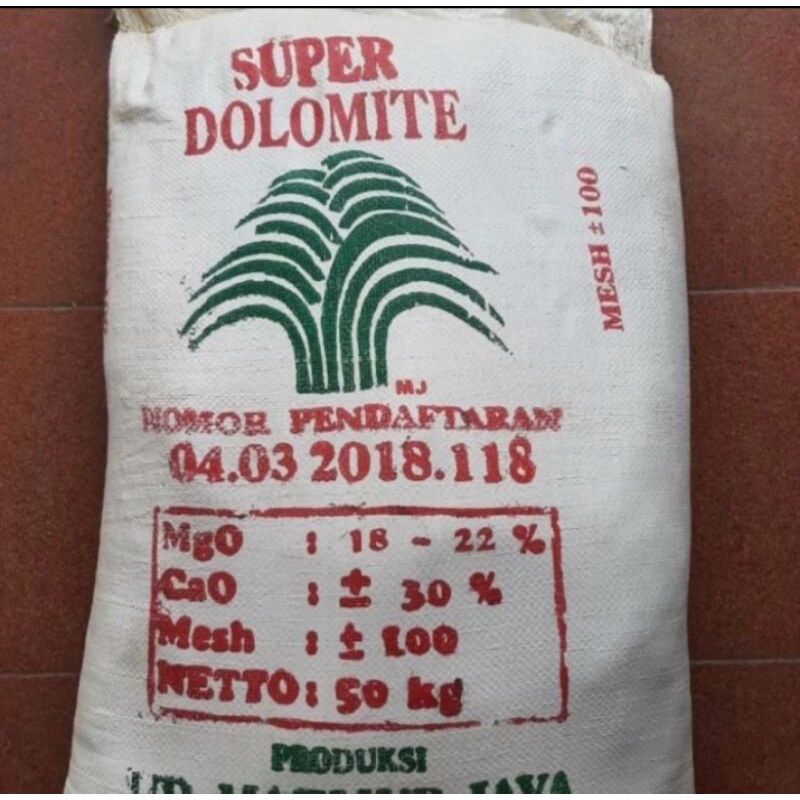 SUPER
DOLOMITE
MESH ± 100
MJ
NOMOR PENDAFTARAN
04.03 2018.118
MgO : 18 - 22 %
CaO : ± 30 %
Mesh : ± 100
NETTO : 50 kg
PRODUKSI
JAYA